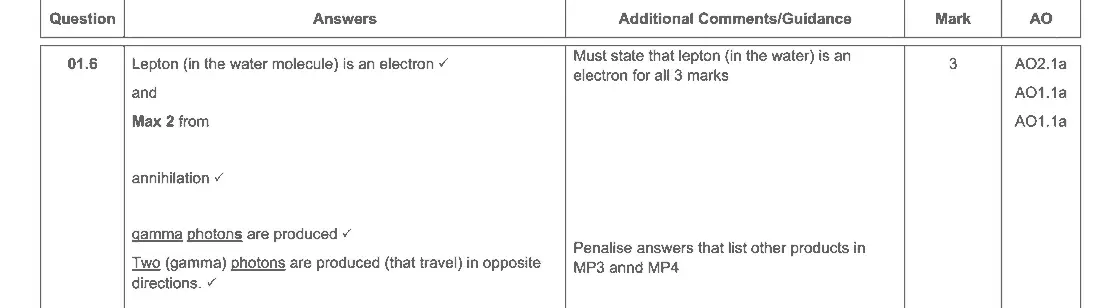 Question Answers Additional Comments/Guidance Mark AO
01.6 Lepton (in the water molecule) is an electron ✓ Must state that lepton (in the water) is an 3 AO2.1a
electron for all 3 marks
and AO1.1a
Max 2 from AO1.1a
annihilation ✓
gamma photons are produced ✓
Penalise answers that list other products in
Two (gamma) photons are produced (that travel) in opposite MP3 annd MP4
directions. ✓